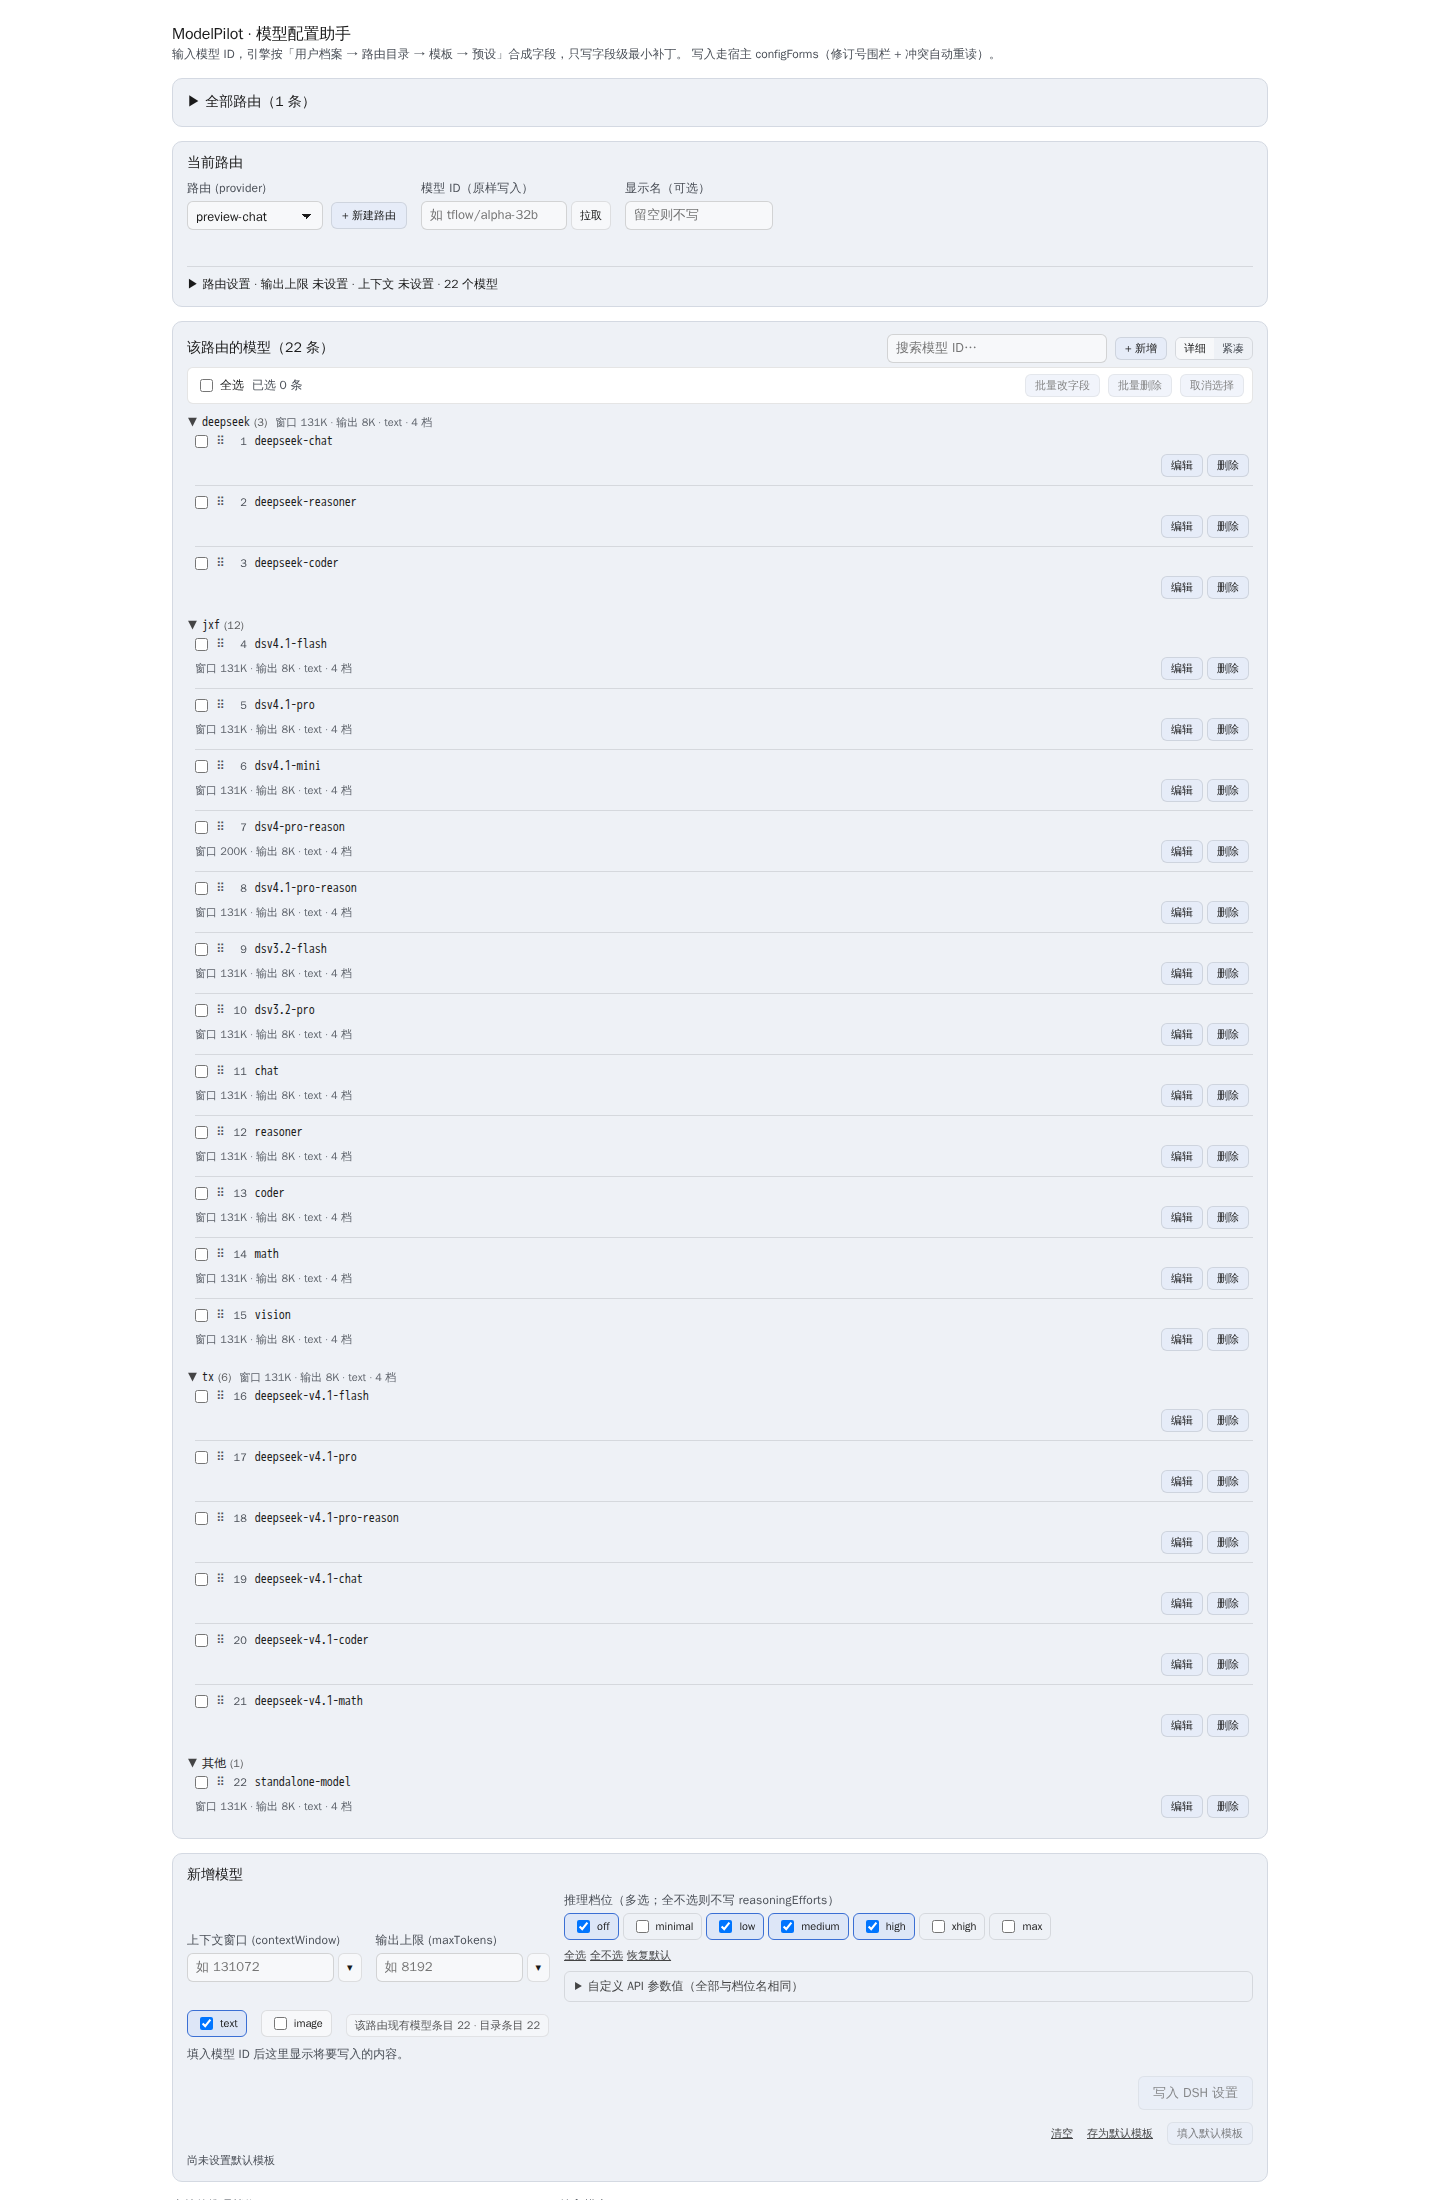 ModelPilot · 模型配置助手
输入模型 ID，引擎按「用户档案 → 路由目录 → 模板 → 预设」合成字段，只写字段级最小补丁。 写入走宿主 configForms（修订号围栏 + 冲突自动重读）。
▶ 全部路由（1 条）
当前路由
路由 (provider) 模型 ID（原样写入） 显示名（可选）
preview-chat + 新建路由 如 tflow/alpha-32b 拉取 留空则不写
▶ 路由设置 · 输出上限 未设置 · 上下文 未设置 · 22 个模型
该路由的模型（22 条） 搜索模型 ID… + 新增 详细 紧凑
全选 已选 0 条 批量改字段 批量删除 取消选择
▼ deepseek (3) 窗口 131K · 输出 8K · text · 4 档
⠿ 1 deepseek-chat
编辑 删除
⠿ 2 deepseek-reasoner
编辑 删除
⠿ 3 deepseek-coder
编辑 删除
▼ jxf (12)
⠿ 4 dsv4.1-flash
窗口 131K · 输出 8K · text · 4 档 编辑 删除
⠿ 5 dsv4.1-pro
窗口 131K · 输出 8K · text · 4 档 编辑 删除
⠿ 6 dsv4.1-mini
窗口 131K · 输出 8K · text · 4 档 编辑 删除
⠿ 7 dsv4-pro-reason
窗口 200K · 输出 8K · text · 4 档 编辑 删除
⠿ 8 dsv4.1-pro-reason
窗口 131K · 输出 8K · text · 4 档 编辑 删除
⠿ 9 dsv3.2-flash
窗口 131K · 输出 8K · text · 4 档 编辑 删除
⠿ 10 dsv3.2-pro
窗口 131K · 输出 8K · text · 4 档 编辑 删除
⠿ 11 chat
窗口 131K · 输出 8K · text · 4 档 编辑 删除
⠿ 12 reasoner
窗口 131K · 输出 8K · text · 4 档 编辑 删除
⠿ 13 coder
窗口 131K · 输出 8K · text · 4 档 编辑 删除
⠿ 14 math
窗口 131K · 输出 8K · text · 4 档 编辑 删除
⠿ 15 vision
窗口 131K · 输出 8K · text · 4 档 编辑 删除
▼ tx (6) 窗口 131K · 输出 8K · text · 4 档
⠿ 16 deepseek-v4.1-flash
编辑 删除
⠿ 17 deepseek-v4.1-pro
编辑 删除
⠿ 18 deepseek-v4.1-pro-reason
编辑 删除
⠿ 19 deepseek-v4.1-chat
编辑 删除
⠿ 20 deepseek-v4.1-coder
编辑 删除
⠿ 21 deepseek-v4.1-math
编辑 删除
▼ 其他 (1)
⠿ 22 standalone-model
窗口 131K · 输出 8K · text · 4 档 编辑 删除
新增模型
推理档位（多选；全不选则不写 reasoningEfforts）
off minimal low medium high xhigh max
上下文窗口 (contextWindow) 输出上限 (maxTokens)
全选 全不选 恢复默认
如 131072 ▾ 如 8192 ▾
▶ 自定义 API 参数值（全部与档位名相同）
text image 该路由现有模型条目 22 · 目录条目 22
填入模型 ID 后这里显示将要写入的内容。
写入 DSH 设置
清空 存为默认模板 填入默认模板
尚未设置默认模板